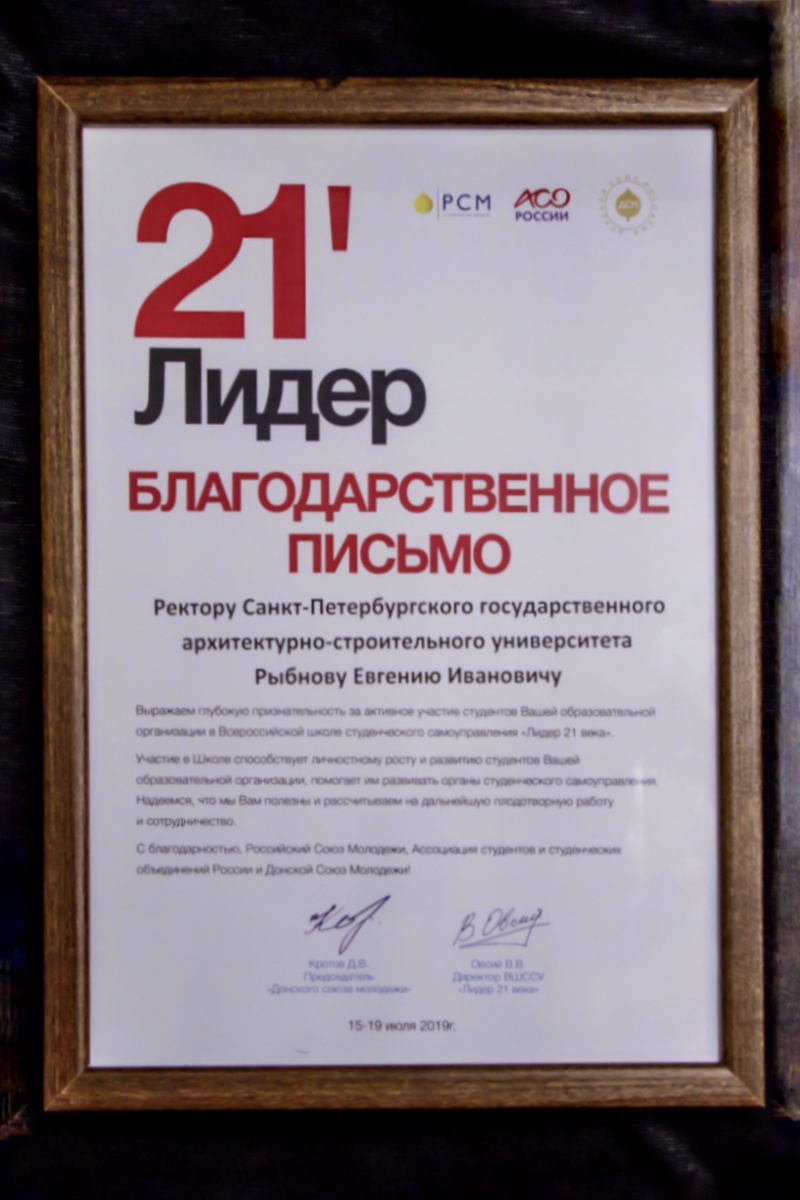 21'
Лидер
РСМ
АСО
РОССИИ
ДСМ
БЛАГОДАРСТВЕННОЕ
ПИСЬМО
Ректору Санкт-Петербургского государственного
архитектурно-строительного университета
Рыбнову Евгению Ивановичу
Выражаем глубокую признательность за активное участие студентов Вашей образовательной
организации в Всероссийской школе студенческого самоуправления «Лидер 21 века».
Участие в Школе способствует личностному росту и развитию студентов Вашей
образовательной организации, помогает им развивать органы студенческого самоуправления.
Надеемся, что мы Вам полезны и рассчитываем на дальнейшую плодотворную работу
и сотрудничество.
С благодарностью, Российский Союз Молодежи, Ассоциация студентов и студенческих
объединений России и Донской Союз Молодежи!
В Овсий
Кротов Д.В.
Председатель
«Донского союза молодежи»
Овсий В.В.
Директор ВШССУ
«Лидер 21 века»
15-19 июля 2019г.